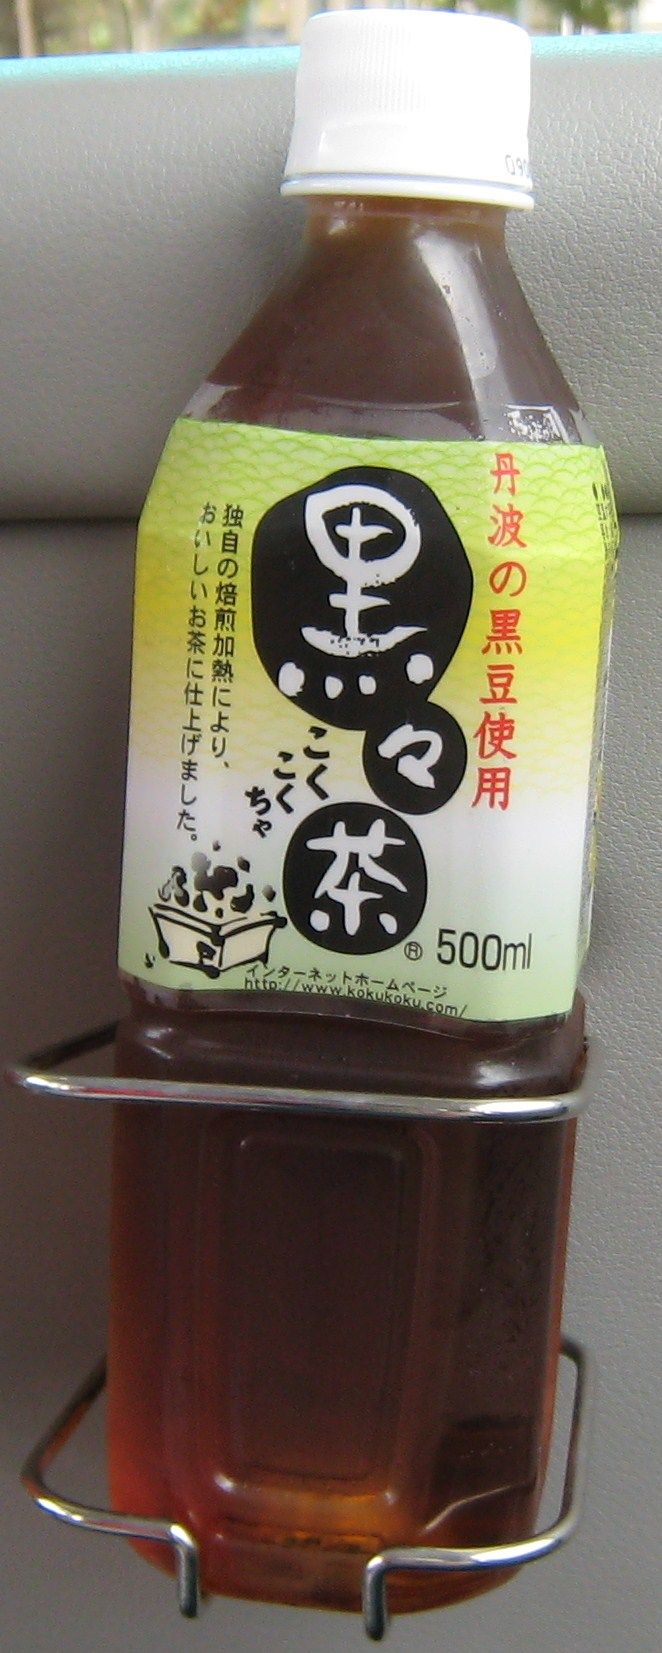 丹波の黒豆使用
黒々茶
こくこくちゃ
独自の焙煎加熱により、
おいしいお茶に仕上げました。
® 500ml
インターネットホームページ
http://www.kokukoku.com/